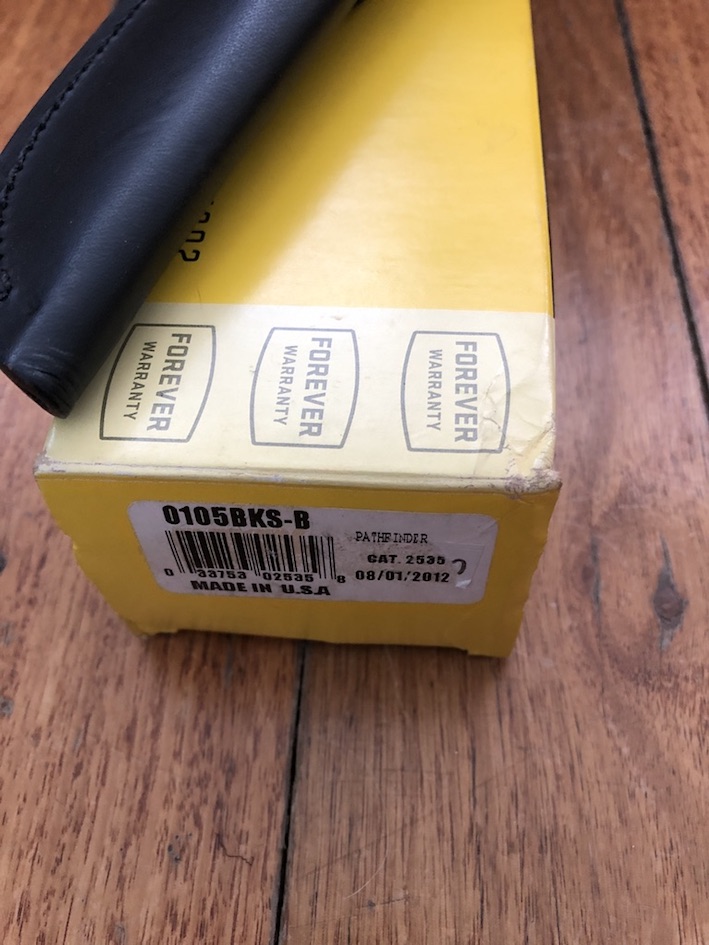 FOREVER
WARRANTY
FOREVER
WARRANTY
FOREVER
WARRANTY
0105BKS-B
PATHFINDER
CAT. 2535
0 33753 02535 8
08/01/2012
MADE IN U.S.A